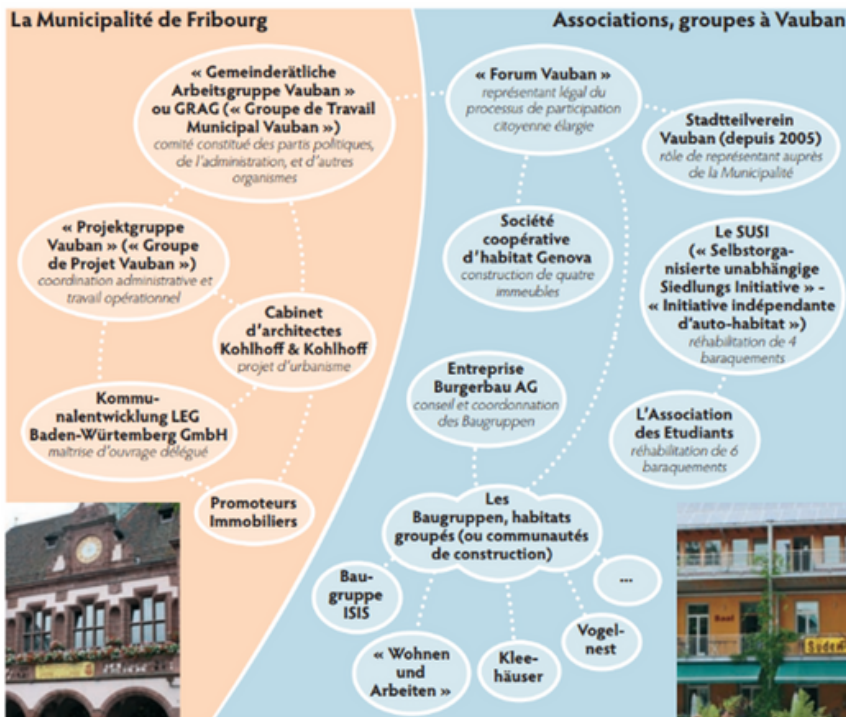 La Municipalité de Fribourg
Associations, groupes à Vauban
« Gemeinderätliche
Arbeitsgruppe Vauban »
ou GRAG (« Groupe de Travail
Municipal Vauban »)
comité constitué des partis politiques,
de l'administration, et d'autres
organismes
« Forum Vauban »
représentant légal du
processus de participation
citoyenne élargie
Stadtteilverein
Vauban (depuis 2005)
rôle de représentant auprès
de la Municipalité
« Projektgruppe
Vauban » (« Groupe
de Projet Vauban »)
coordination administrative et
travail opérationnel
Société
coopérative
d'habitat Genova
construction de quatre
immeubles
Le SUSI
(« Selbstorga-
nisierte unabhängige
Siedlungs Initiative » -
« Initiative indépendante
d'auto-habitat »)
réhabilitation de 4
baraquements
Cabinet
d'architectes
Kohlhoff & Kohlhoff
projet d'urbanisme
Entreprise
Burgerbau AG
conseil et coordonnation
des Baugruppen
Kommu-
nalentwicklung LEG
Baden-Würtemberg GmbH
maîtrise d'ouvrage délégué
L'Association
des Etudiants
réhabilitation de 6
baraquements
Promoteurs
Immobiliers
Les
Baugruppen, habitats
groupés (ou communautés
de construction)
Bau-
gruppe
ISIS
« Wohnen
und
Arbeiten »
Klee-
häuser
Vogel-
nest
...